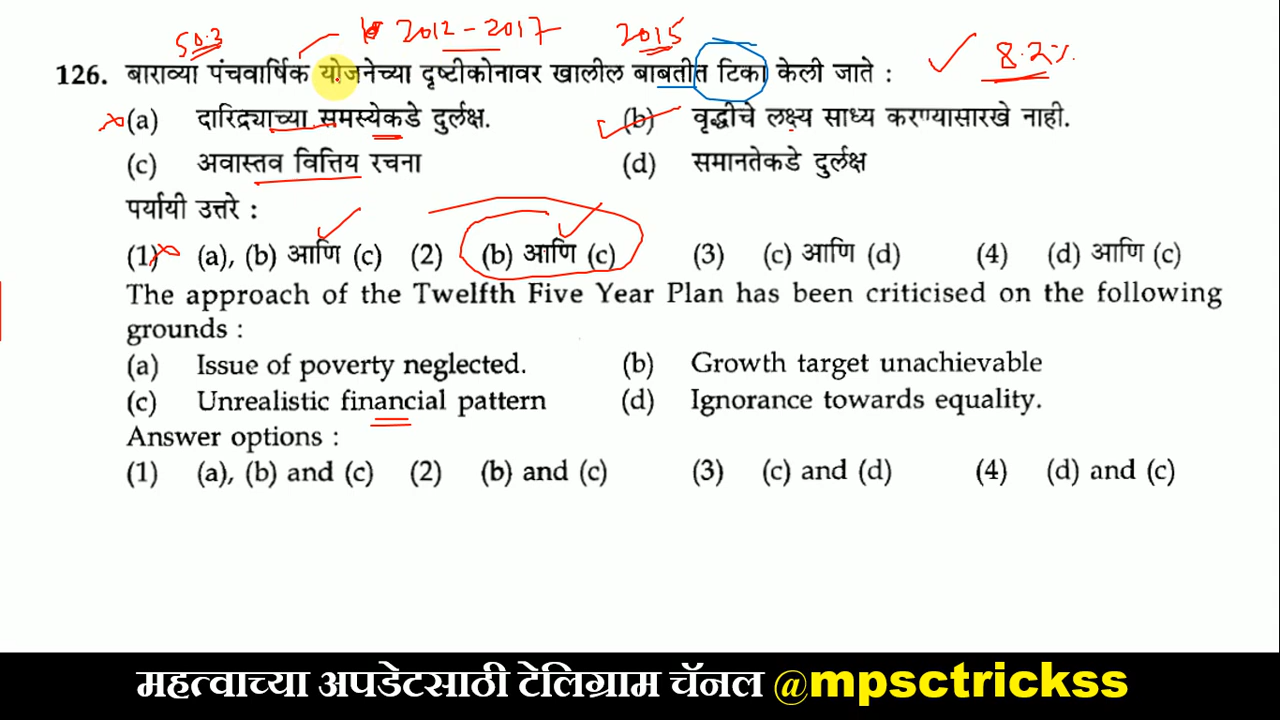 50.3 2012-2017 2015 8.2%
126. बाराव्या पंचवार्षिक योजनेच्या दृष्टीकोनावर खालील बाबतीत टिका केली जाते :
(a) दारिद्र्याच्या समस्येकडे दुर्लक्ष. (b) वृद्धीचे लक्ष्य साध्य करण्यासारखे नाही.
(c) अवास्तव वित्तिय रचना (d) समानतेकडे दुर्लक्ष
पर्यायी उत्तरे :
(1) (a), (b) आणि (c) (2) (b) आणि (c) (3) (c) आणि (d) (4) (d) आणि (c)
The approach of the Twelfth Five Year Plan has been criticised on the following
grounds :
(a) Issue of poverty neglected. (b) Growth target unachievable
(c) Unrealistic financial pattern (d) Ignorance towards equality.
Answer options :
(1) (a), (b) and (c) (2) (b) and (c) (3) (c) and (d) (4) (d) and (c)
महत्वाच्या अपडेटसाठी टेलिग्राम चॅनल @mpsctrickss